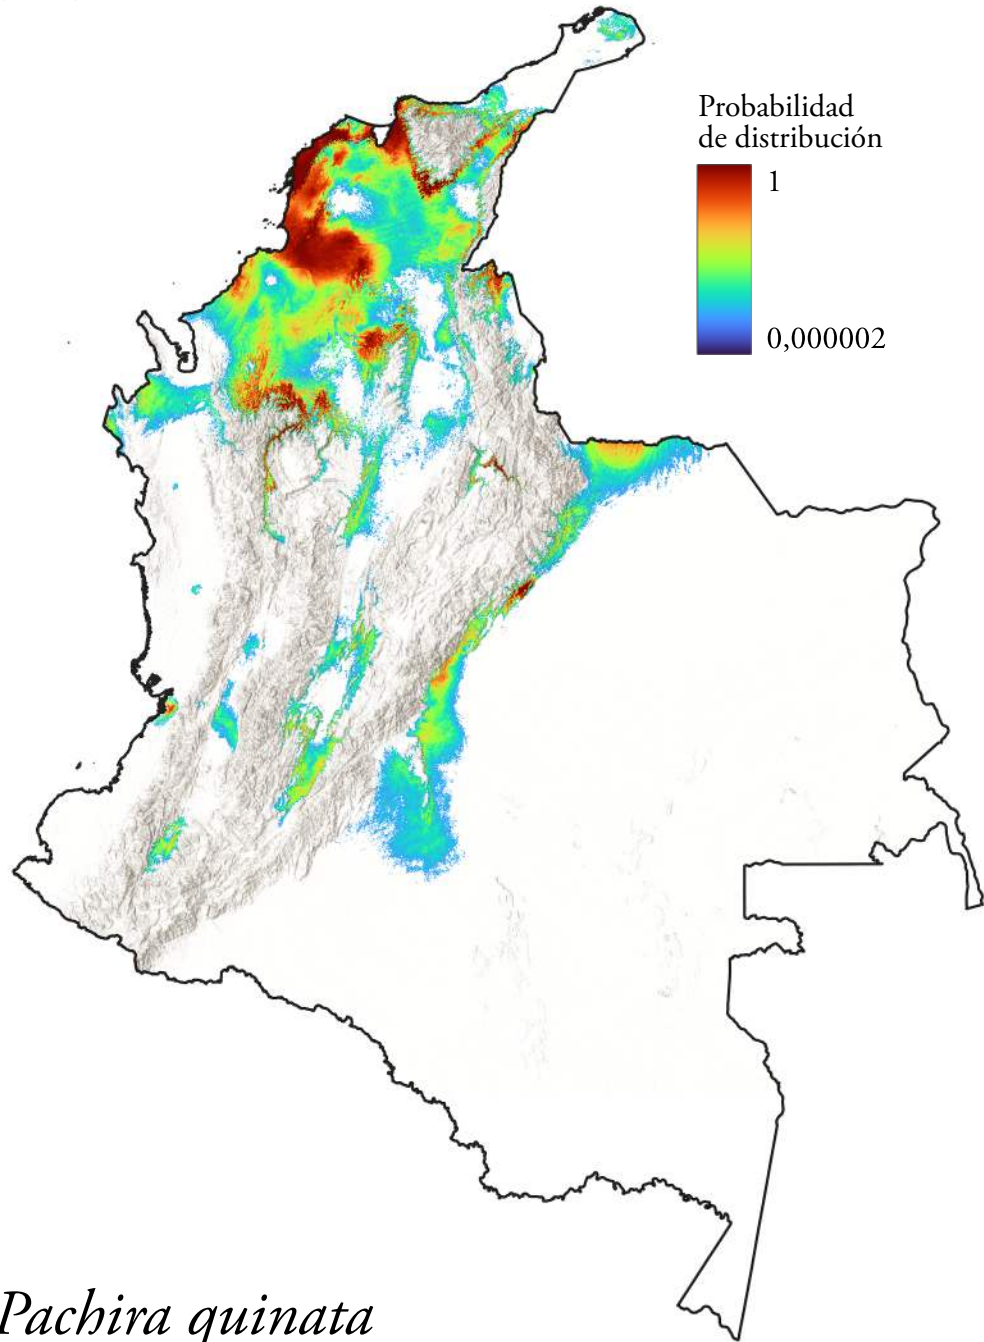 Probabilidad
de distribución
1
0,000002
Pachira quinata